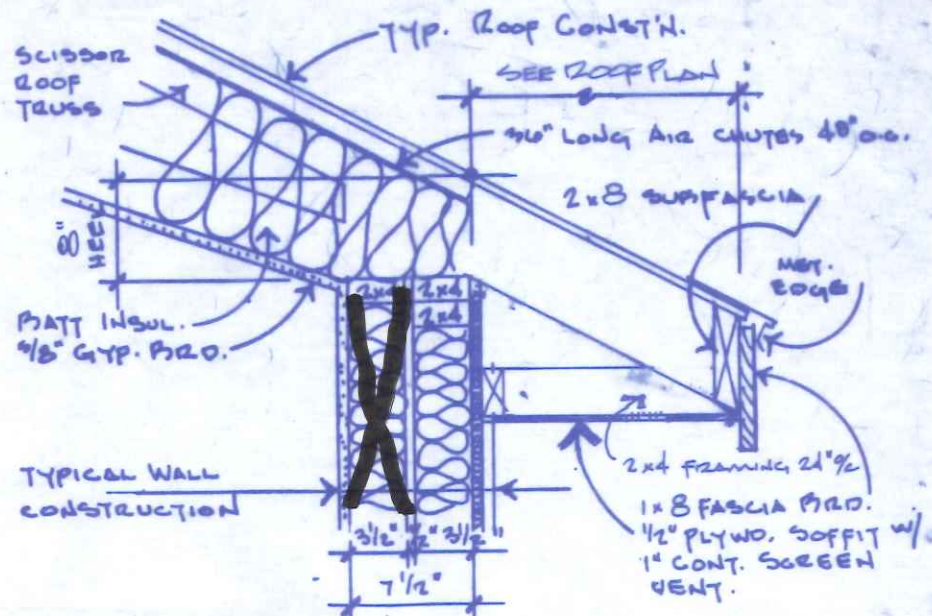 TYP. ROOF CONST'N.
SCISSOR
ROOF
TRUSS
SEE ROOF PLAN
36" LONG AIR CHUTES 48" O.C.
2x8 SUBFASCIA
8"
HEEL
MET.
EDGE
2x4 2x4
2x4
BATT INSUL.
5/8" GYP. BRD.
2x4 FRAMING 24" %
TYPICAL WALL
CONSTRUCTION
1x8 FASCIA BRD.
1/2" PLYWD. SOFFIT W/
1" CONT. SCREEN
VENT.
3 1/2" 1/2" 3 1/2"
7 1/2"